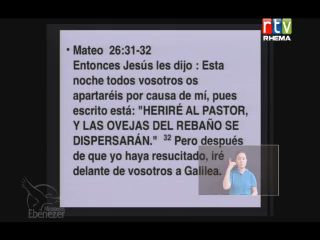 rtv
RHEMA
• Mateo 26:31-32
Entonces Jesús les dijo : Esta
noche todos vosotros os
apartaréis por causa de mí, pues
escrito está: "HERIRÉ AL PASTOR,
Y LAS OVEJAS DEL REBAÑO SE
DISPERSARÁN." 32 Pero después
de que yo haya resucitado, iré
delante de vosotros a Galilea.
Ebenezer